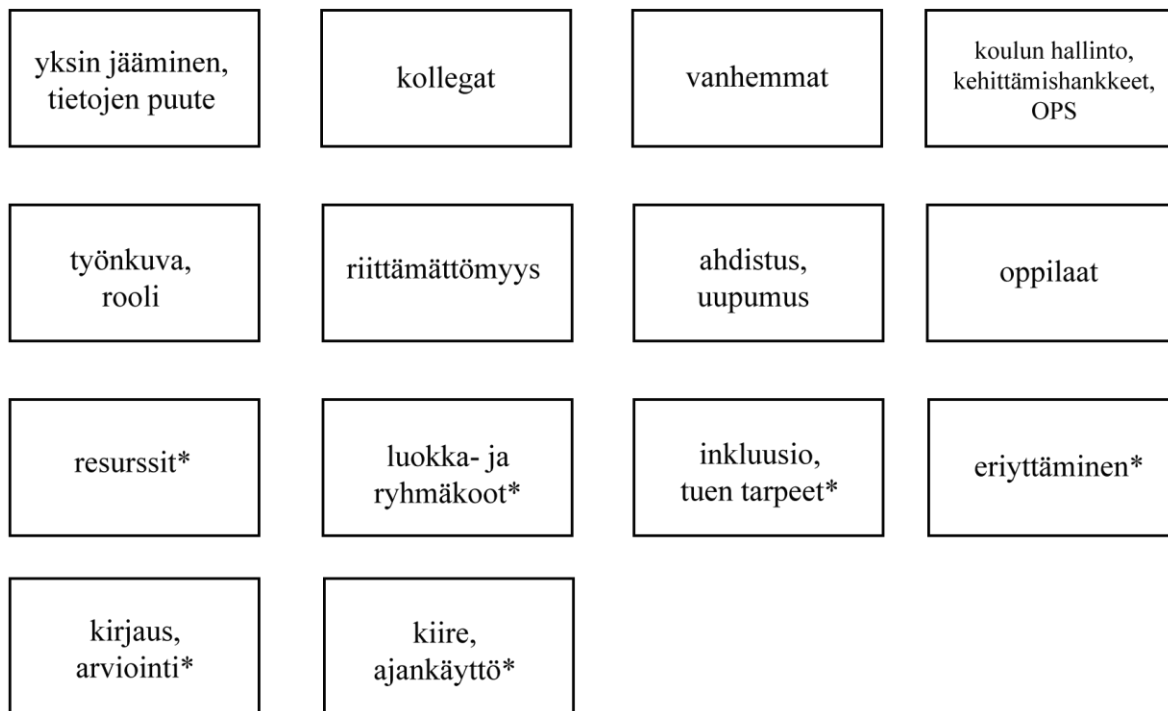 yksin jääminen,
tietojen puute
kollegat
vanhemmat
koulun hallinto,
kehittämishankkeet,
OPS
työnkuva,
rooli
riittämättömyys
ahdistus,
uupumus
oppilaat
resurssit*
luokka- ja
ryhmäkoot*
inkluusio,
tuen tarpeet*
eriyttäminen*
kirjaus,
arviointi*
kiire,
ajankäyttö*